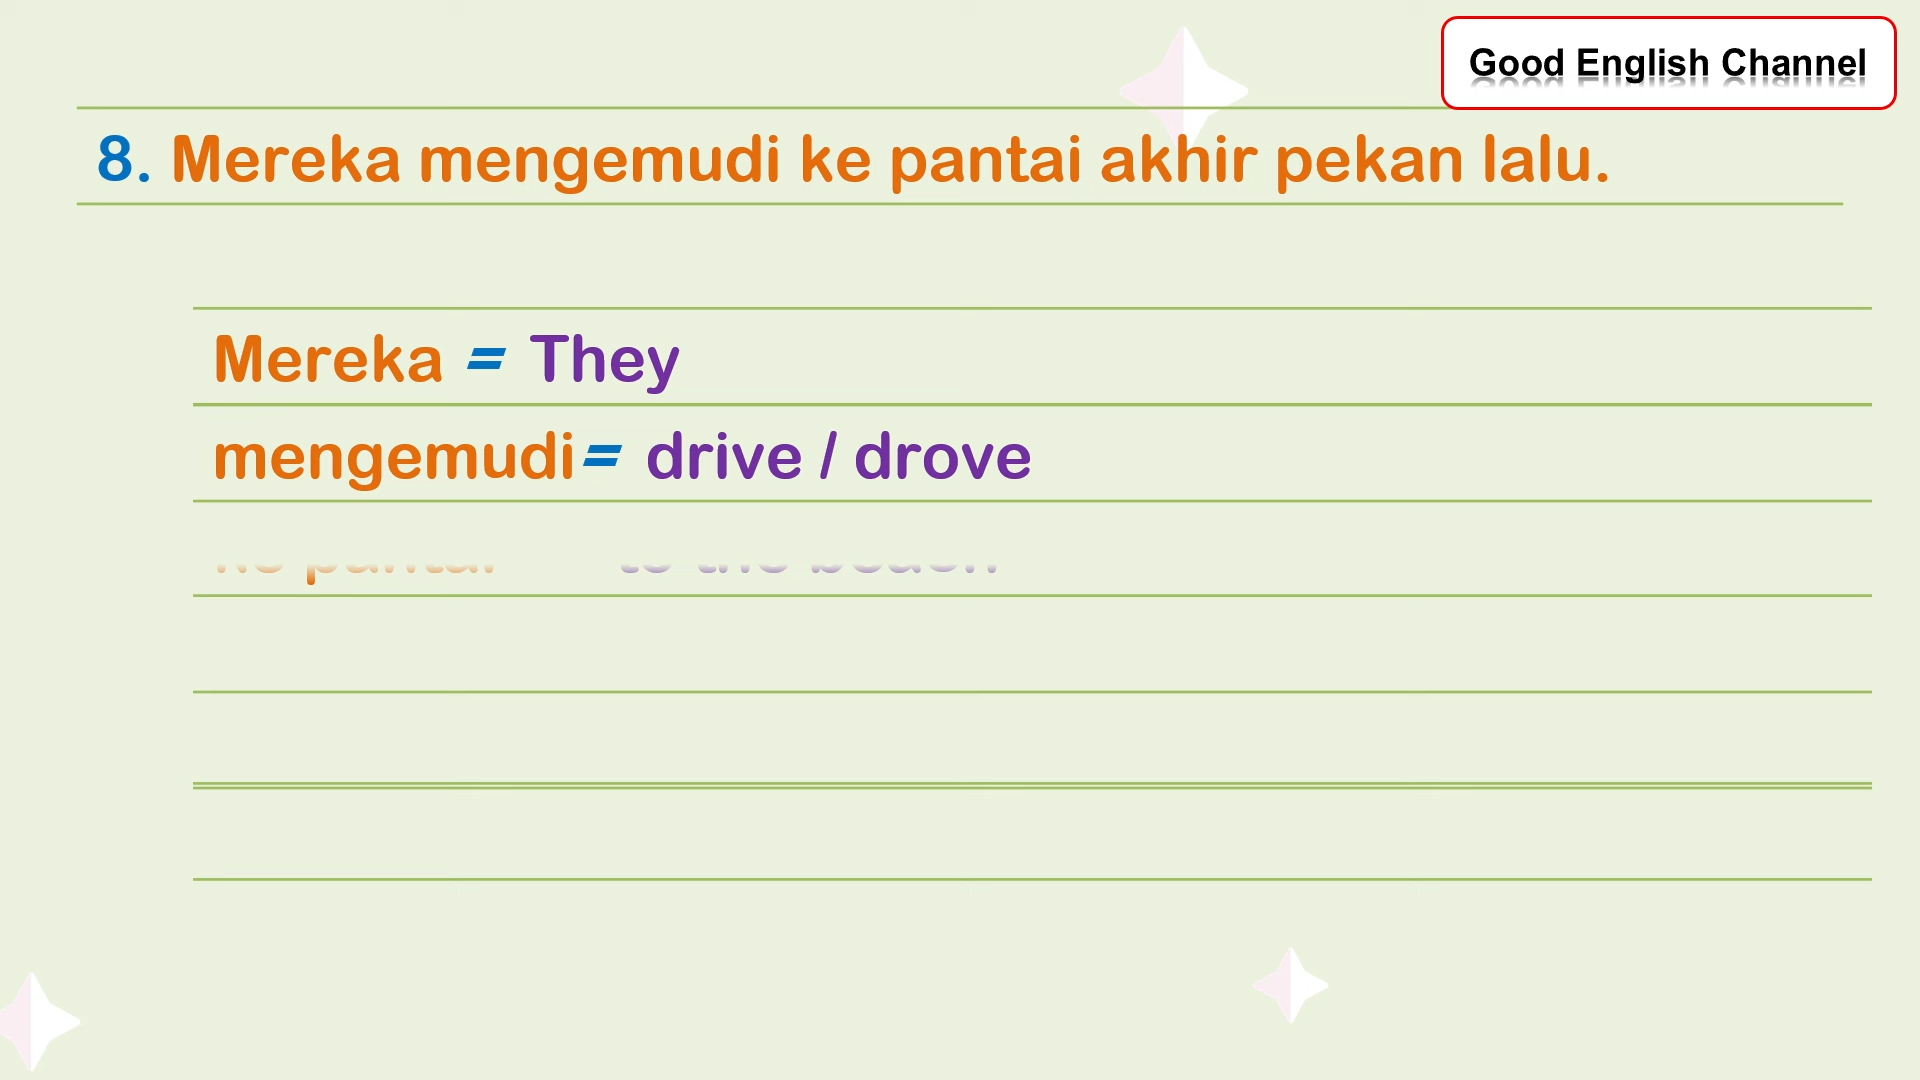 Good English Channel
8. Mereka mengemudi ke pantai akhir pekan lalu.
Mereka = They
mengemudi = drive / drove